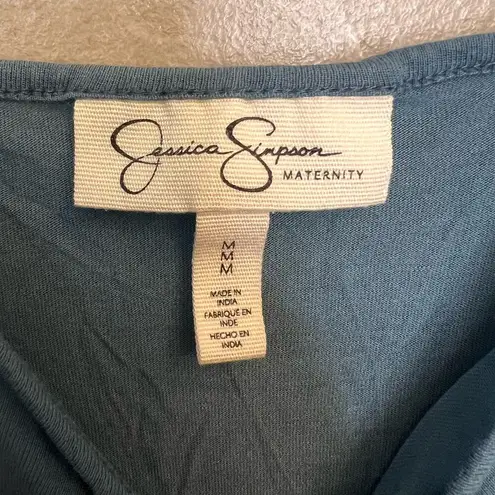 Jessica Simpson
MATERNITY
M
M
M
MADE IN
INDIA
FABRIQUE EN
INDE
HECHO EN
INDIA